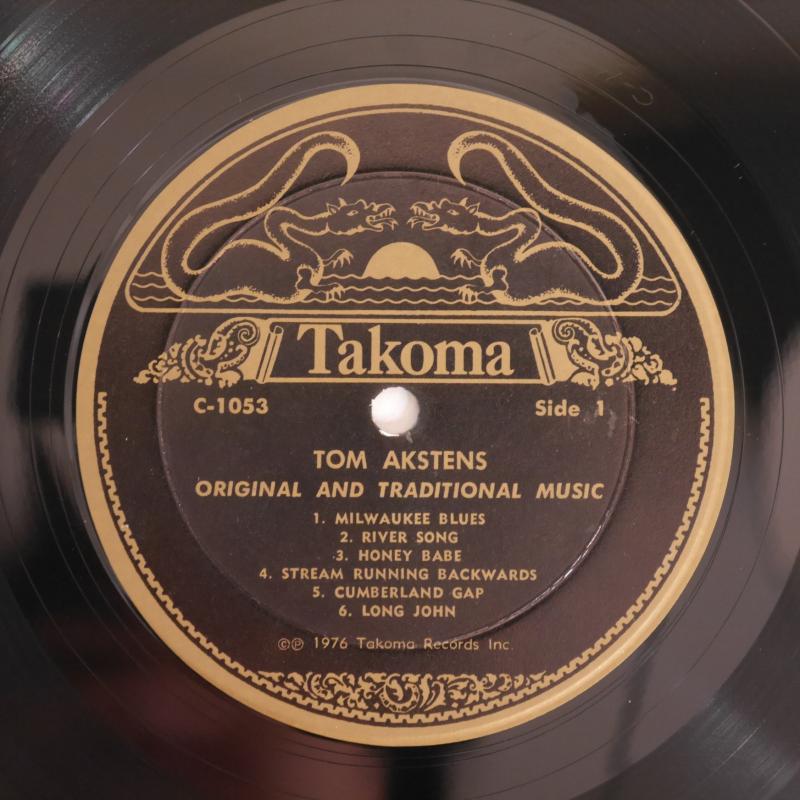 Takoma
C-1053 Side 1
TOM AKSTENS
ORIGINAL AND TRADITIONAL MUSIC
1. MILWAUKEE BLUES
2. RIVER SONG
3. HONEY BABE
4. STREAM RUNNING BACKWARDS
5. CUMBERLAND GAP
6. LONG JOHN
©℗ 1976 Takoma Records Inc.